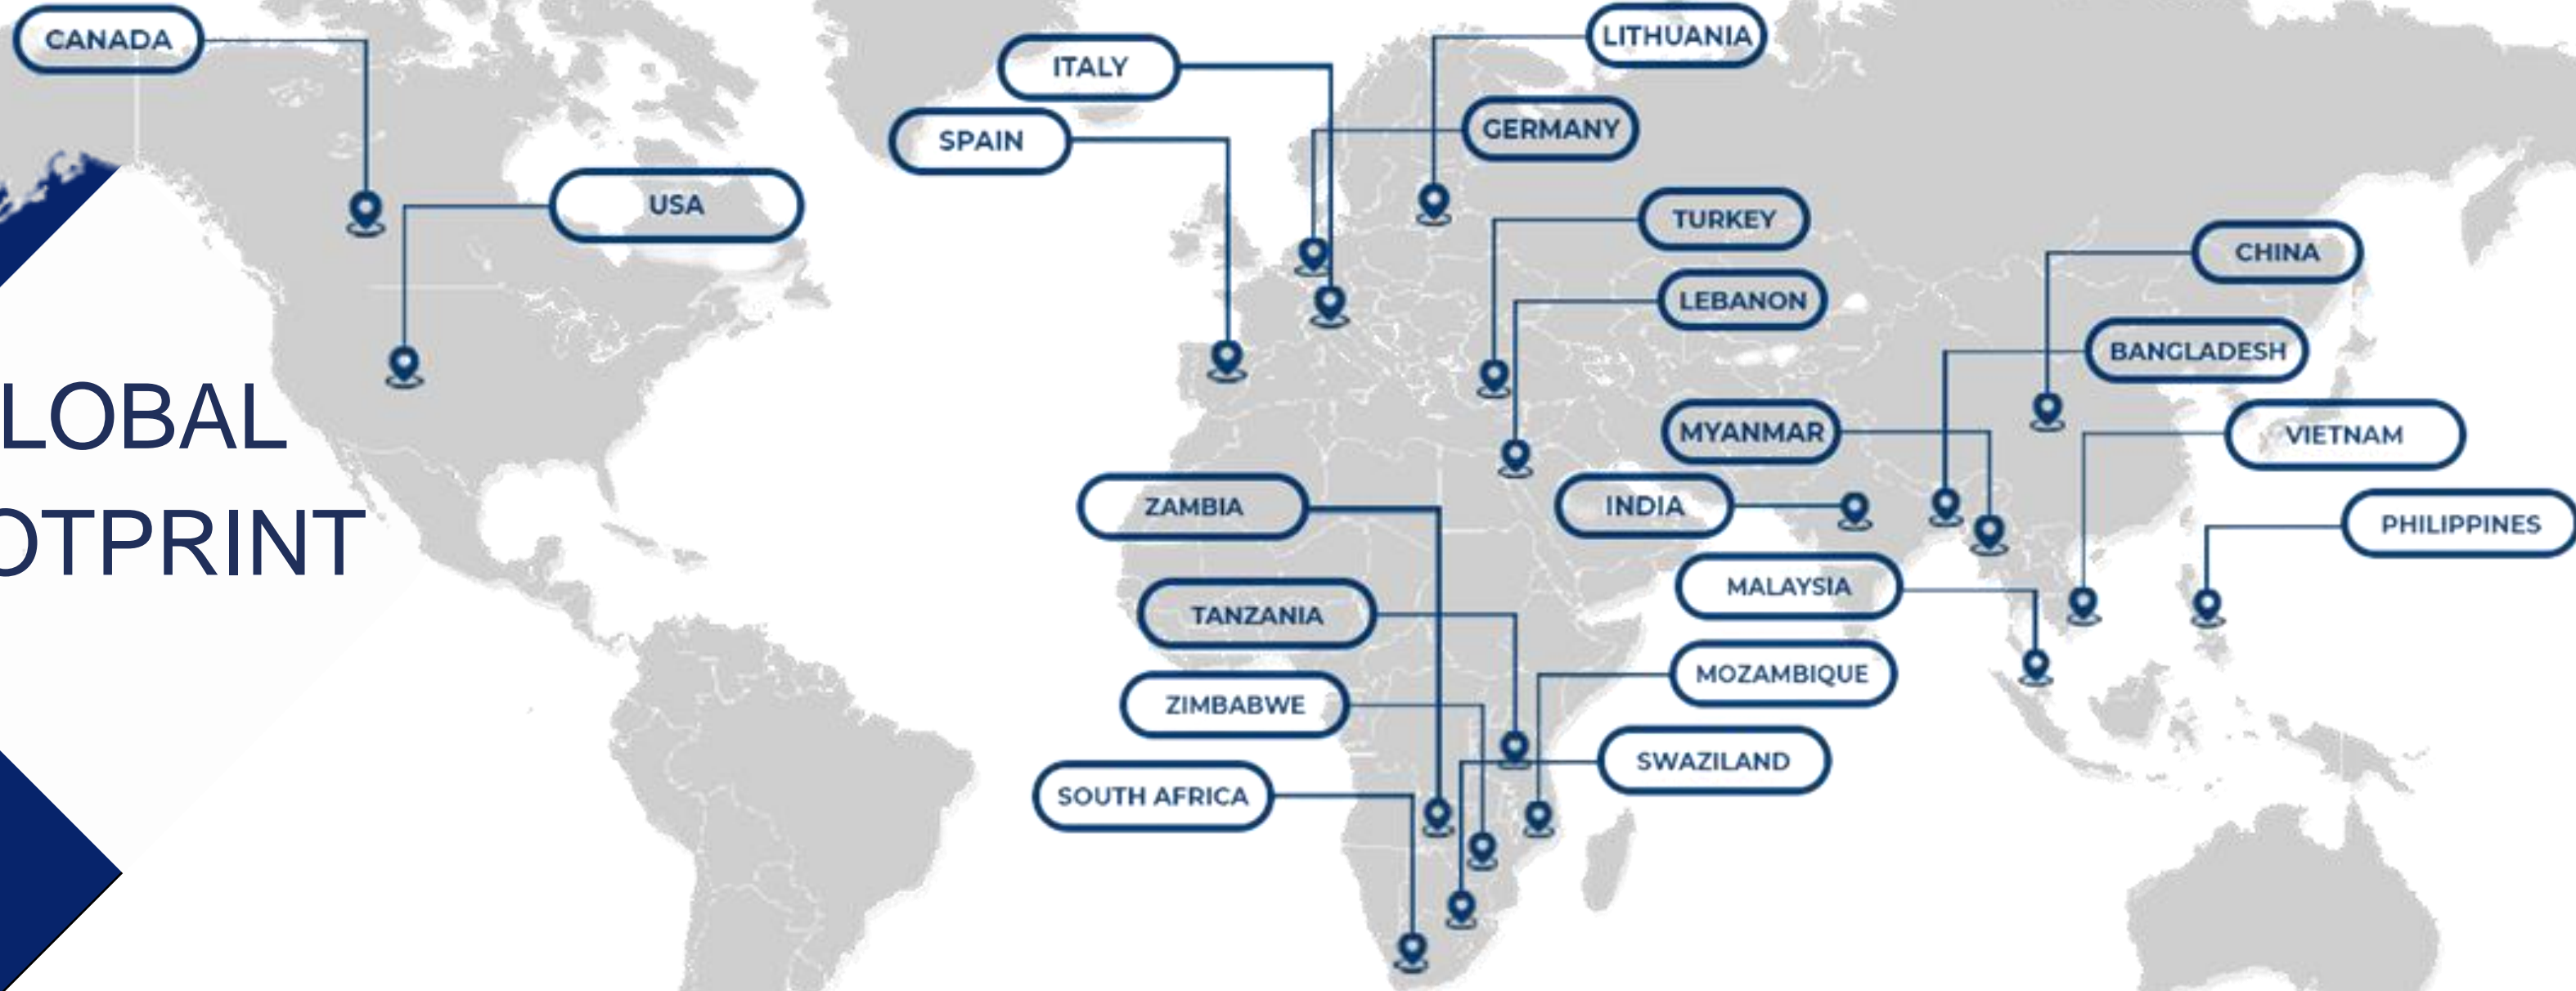 CANADA
USA
LOBAL
OTPRINT
ITALY
SPAIN
LITHUANIA
GERMANY
TURKEY
LEBANON
CHINA
BANGLADESH
MYANMAR
VIETNAM
INDIA
PHILIPPINES
ZAMBIA
MALAYSIA
TANZANIA
MOZAMBIQUE
ZIMBABWE
SWAZILAND
SOUTH AFRICA